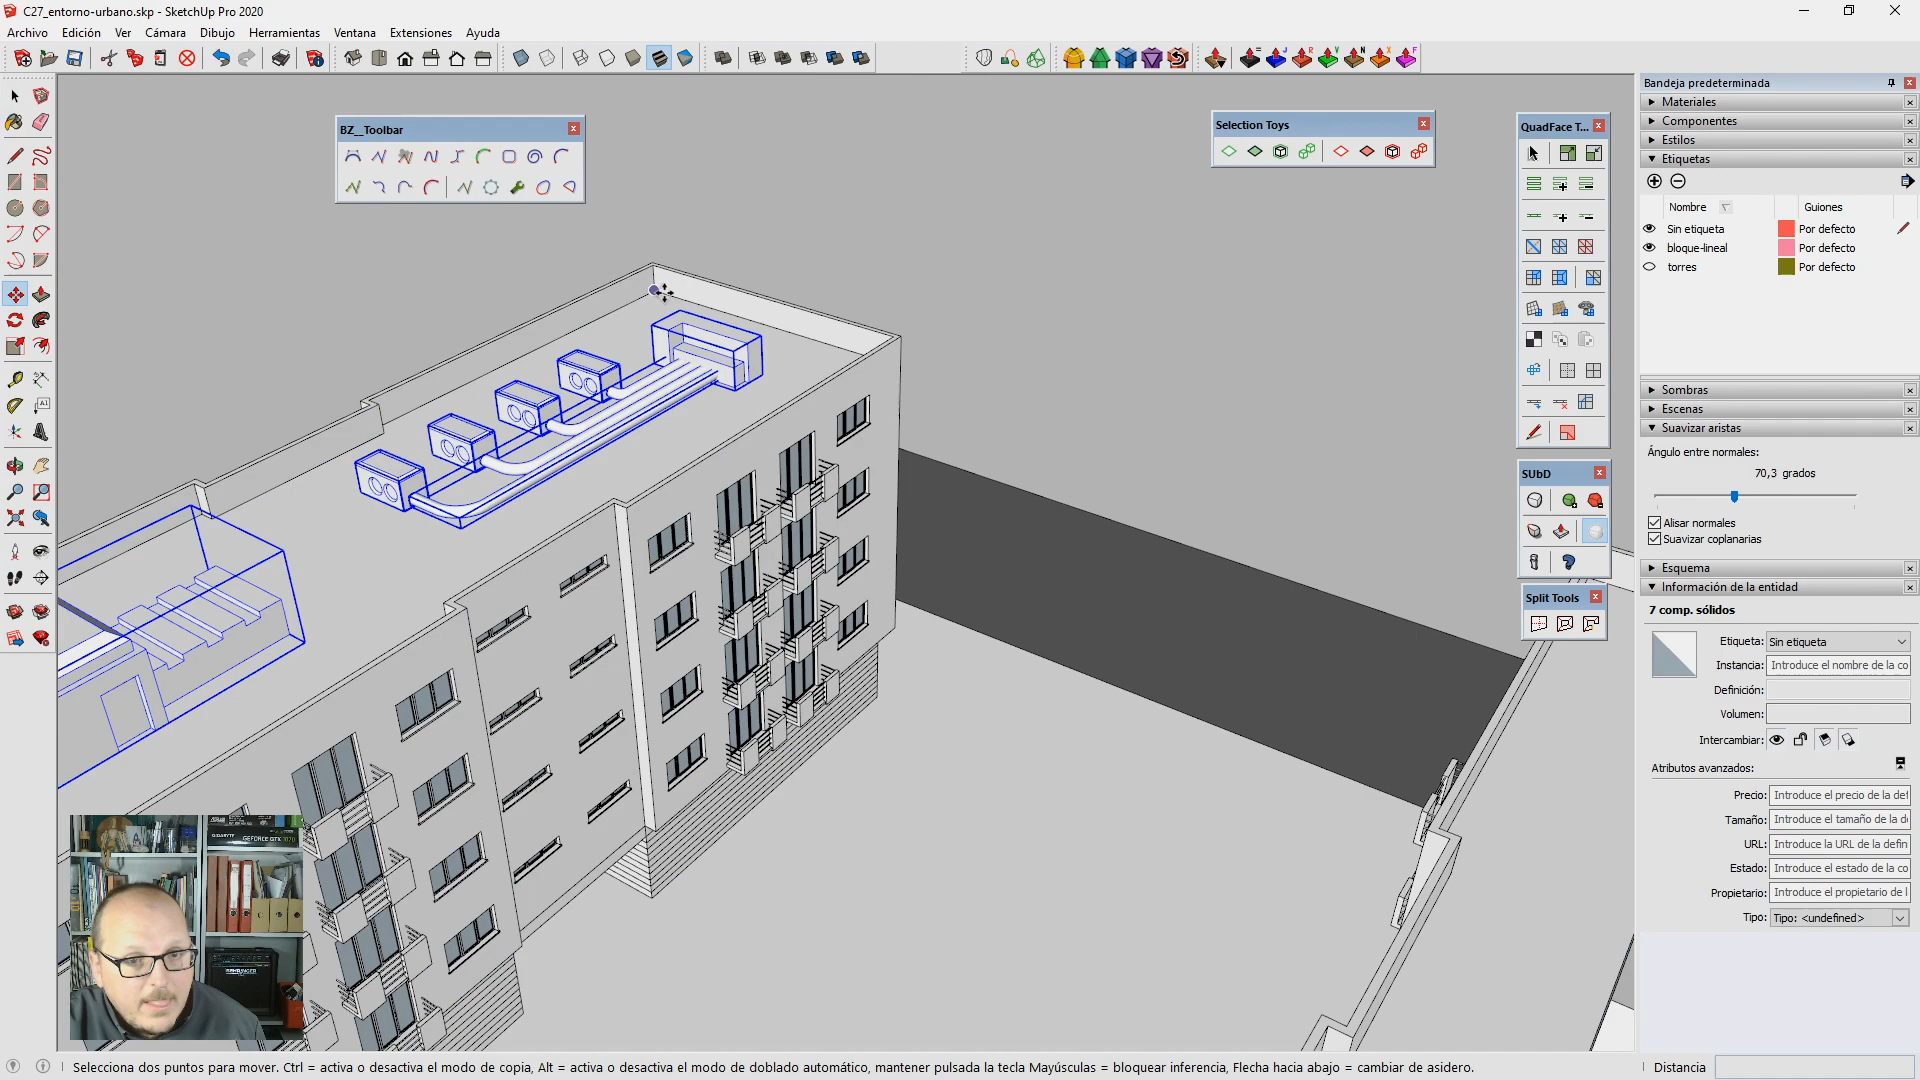 C27_entorno-urbano.skp - SketchUp Pro 2020
Archivo Edición Ver Cámara Dibujo Herramientas Ventana Extensiones Ayuda
BZ__Toolbar
Selection Toys
QuadFace T...
SUbD
Split Tools
Bandeja predeterminada
Materiales
Componentes
Estilos
Etiquetas
Nombre Guiones
Sin etiqueta Por defecto
bloque-lineal Por defecto
torres Por defecto
Sombras
Escenas
Suavizar aristas
Ángulo entre normales:
70,3 grados
Alisar normales
Suavizar coplanarias
Esquema
Información de la entidad
7 comp. sólidos
Etiqueta: Sin etiqueta
Instancia: Introduce el nombre de la co
Definición:
Volumen:
Intercambiar:
Atributos avanzados:
Precio: Introduce el precio de la def
Tamaño: Introduce el tamaño de la d
URL: Introduce la URL de la defin
Estado: Introduce el estado de la co
Propietario: Introduce el propietario de l
Tipo: Tipo: <undefined>
GIGABYTE
GEFORCE GTX 1070
BEHRINGER
Selecciona dos puntos para mover. Ctrl = activa o desactiva el modo de copia, Alt = activa o desactiva el modo de doblado automático, mantener pulsada la tecla Mayúsculas = bloquear inferencia, Flecha hacia abajo = cambiar de asidero.
Distancia